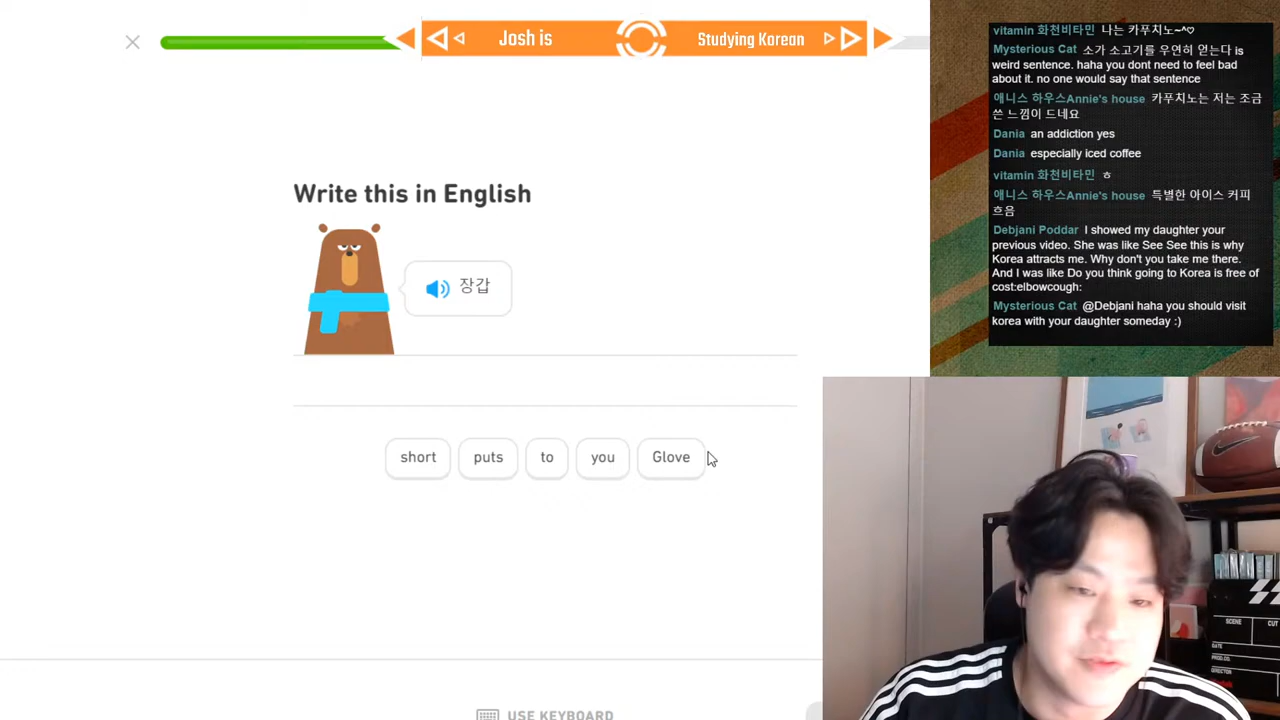 Josh is
Studying Korean
Write this in English
장갑
short
puts
to
you
Glove
USE KEYBOARD
vitamin 화천비타민 나는 카푸치노~^♡
Mysterious Cat 소가 소고기를 우연히 얻는다 is
weird sentence. haha you dont need to feel bad
about it. no one would say that sentence
애니스 하우스Annie's house 카푸치노는 저는 조금
쓴 느낌이 드네요
Dania an addiction yes
Dania especially iced coffee
vitamin 화천비타민 ㅎ
애니스 하우스Annie's house 특별한 아이스 커피
흐음
Debjani Poddar I showed my daughter your
previous video. She was like See See this is why
Korea attracts me. Why don't you take me there.
And I was like Do you think going to Korea is free of
cost:elbowcough:
Mysterious Cat @Debjani haha you should visit
korea with your daughter someday :)
SCENE
CUT
DATE
PROD.CO.
DIRECTOR